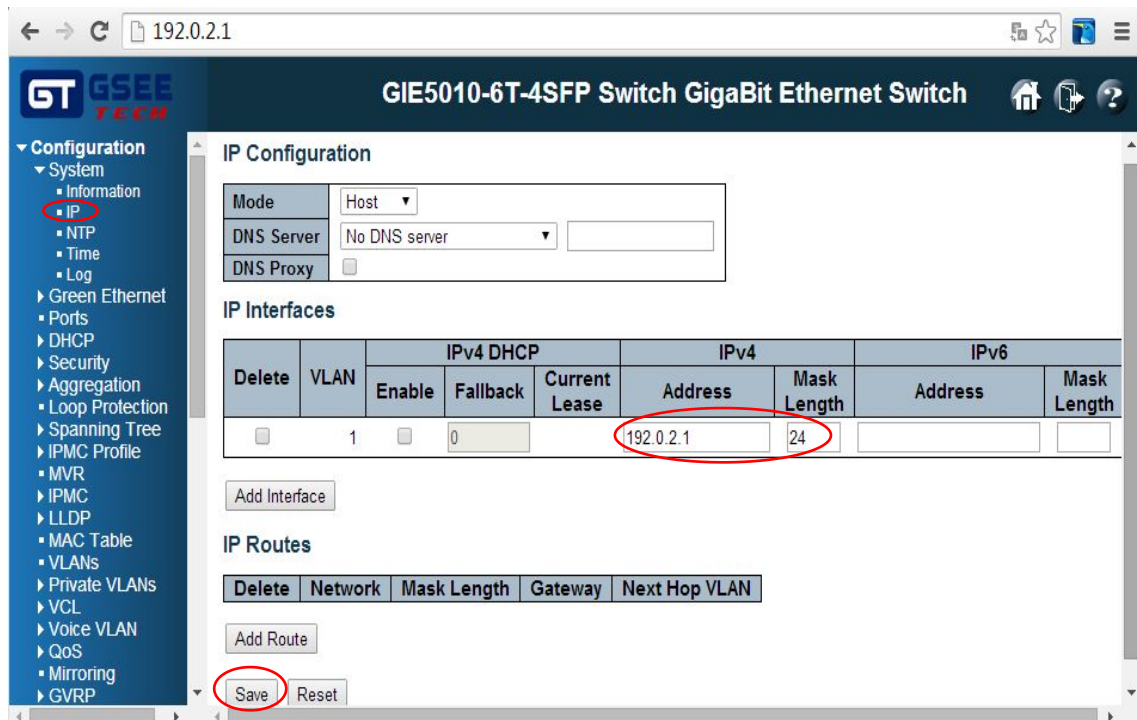 192.0.2.1
GT GSEE TECH
GIE5010-6T-4SFP Switch GigaBit Ethernet Switch
Configuration
System
Information
IP
NTP
Time
Log
Green Ethernet
Ports
DHCP
Security
Aggregation
Loop Protection
Spanning Tree
IPMC Profile
MVR
IPMC
LLDP
MAC Table
VLANs
Private VLANs
VCL
Voice VLAN
QoS
Mirroring
GVRP
IP Configuration
Mode Host
DNS Server No DNS server
DNS Proxy
IP Interfaces
IPv4 DHCP IPv4 IPv6
Delete VLAN Enable Fallback Current Lease Address Mask Length Address Mask Length
1 0 192.0.2.1 24
Add Interface
IP Routes
Delete Network Mask Length Gateway Next Hop VLAN
Add Route
Save Reset